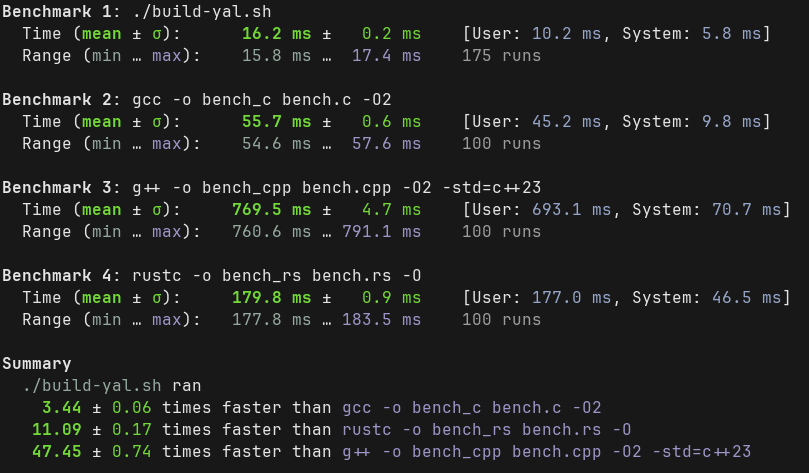 Benchmark 1: ./build-yal.sh
Time (mean ± σ): 16.2 ms ± 0.2 ms [User: 10.2 ms, System: 5.8 ms]
Range (min … max): 15.8 ms … 17.4 ms 175 runs
Benchmark 2: gcc -o bench_c bench.c -O2
Time (mean ± σ): 55.7 ms ± 0.6 ms [User: 45.2 ms, System: 9.8 ms]
Range (min … max): 54.6 ms … 57.6 ms 100 runs
Benchmark 3: g++ -o bench_cpp bench.cpp -O2 -std=c++23
Time (mean ± σ): 769.5 ms ± 4.7 ms [User: 693.1 ms, System: 70.7 ms]
Range (min … max): 760.6 ms … 791.1 ms 100 runs
Benchmark 4: rustc -o bench_rs bench.rs -O
Time (mean ± σ): 179.8 ms ± 0.9 ms [User: 177.0 ms, System: 46.5 ms]
Range (min … max): 177.8 ms … 183.5 ms 100 runs
Summary
./build-yal.sh ran
3.44 ± 0.06 times faster than gcc -o bench_c bench.c -O2
11.09 ± 0.17 times faster than rustc -o bench_rs bench.rs -O
47.45 ± 0.74 times faster than g++ -o bench_cpp bench.cpp -O2 -std=c++23